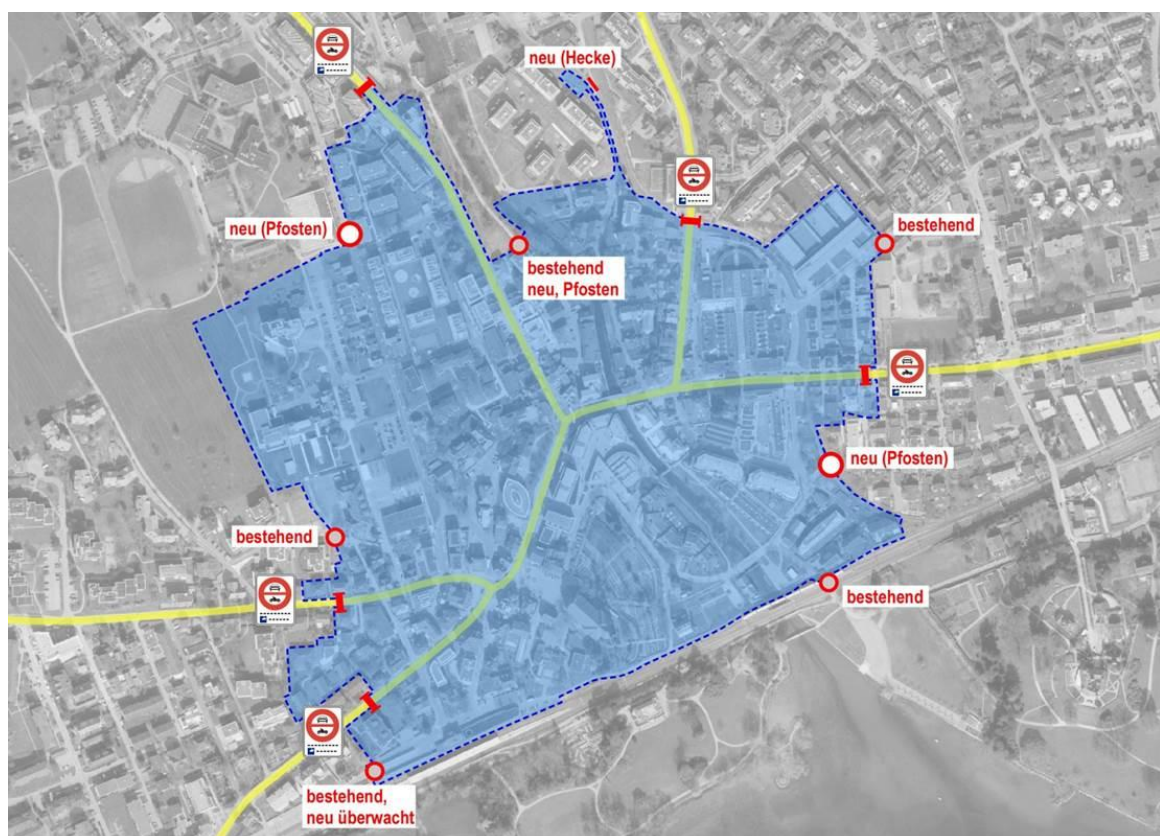 neu (Hecke)
neu (Pfosten)
bestehend
neu, Pfosten
bestehend
neu (Pfosten)
bestehend
bestehend
bestehend,
neu überwacht